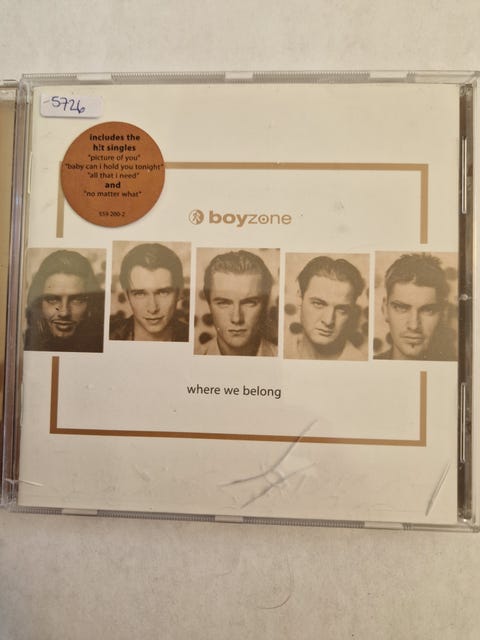 -5726
includes the
h!t singles
"picture of you"
"baby can i hold you tonight"
"all that i need"
and
"no matter what"
559 200-2
boyzone
where we belong